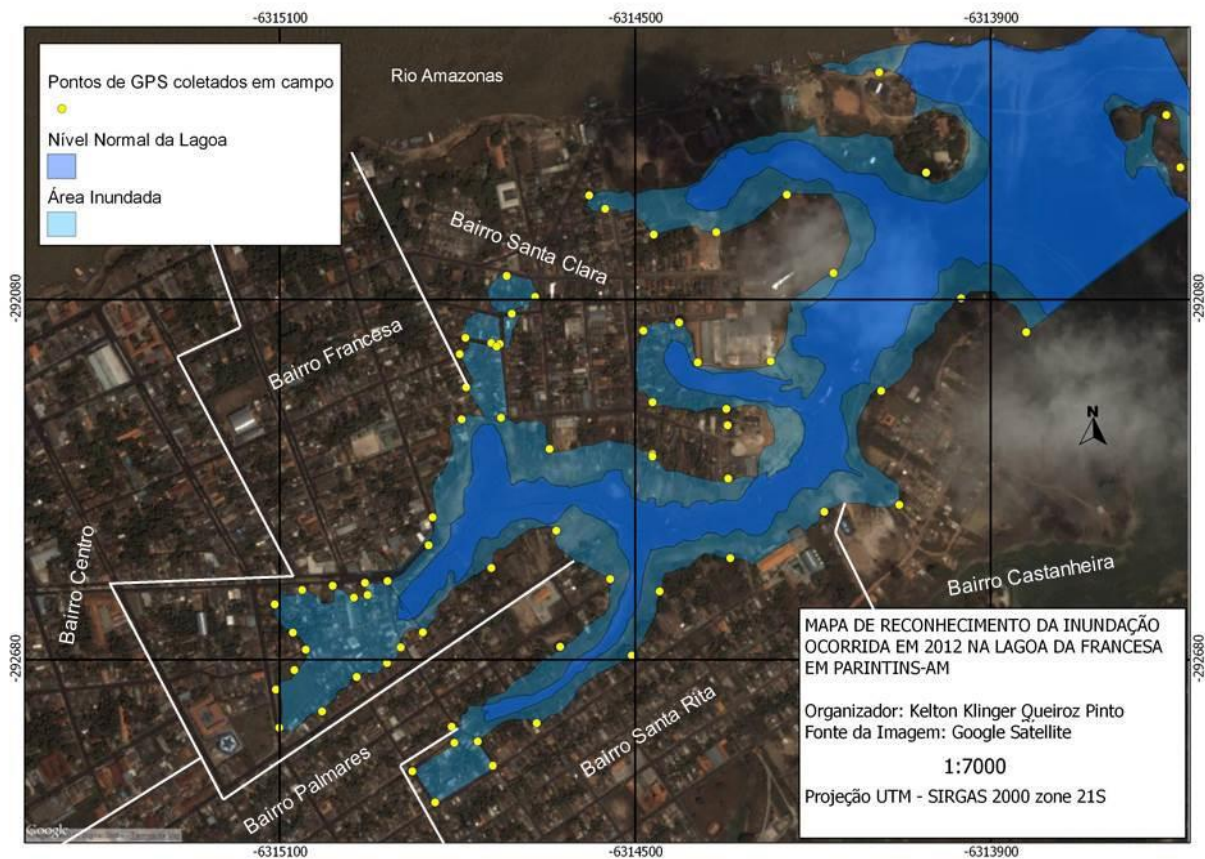 -6315100
-6314500
-6313900
Pontos de GPS coletados em campo
Nível Normal da Lagoa
Área Inundada
Rio Amazonas
Bairro Santa Clara
-292080
-292080
Bairro Francesa
N
Bairro Centro
Bairro Castanheira
MAPA DE RECONHECIMENTO DA INUNDAÇÃO
OCORRIDA EM 2012 NA LAGOA DA FRANCESA
EM PARINTINS-AM
-292680
-292680
Organizador: Kelton Klinger Queiroz Pinto
Fonte da Imagem: Google Satellite
Bairro Santa Rita
1:7000
Bairro Palmares
Projeção UTM - SIRGAS 2000 zone 21S
Google
-6315100
-6314500
-6313900